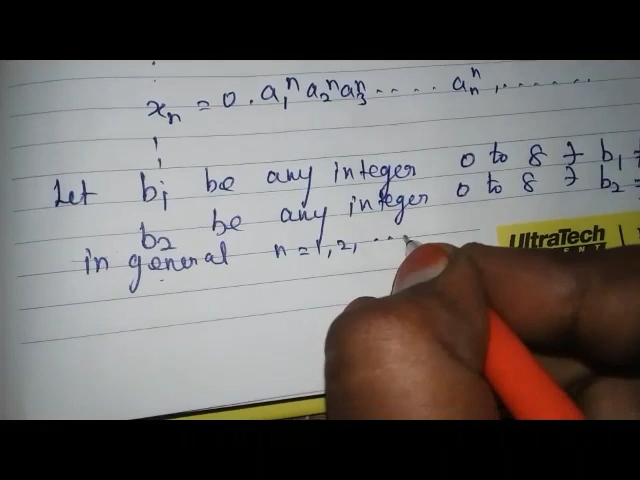 xₙ = 0 . a₁ⁿ a₂ⁿ a₃ⁿ .... aₙⁿ, ......
Let b₁ be any integer 0 to 8 ∋ b₁ ≠
b₂ be any integer 0 to 8 ∋ b₂ =
in general n = 1, 2, ...
UltraTech